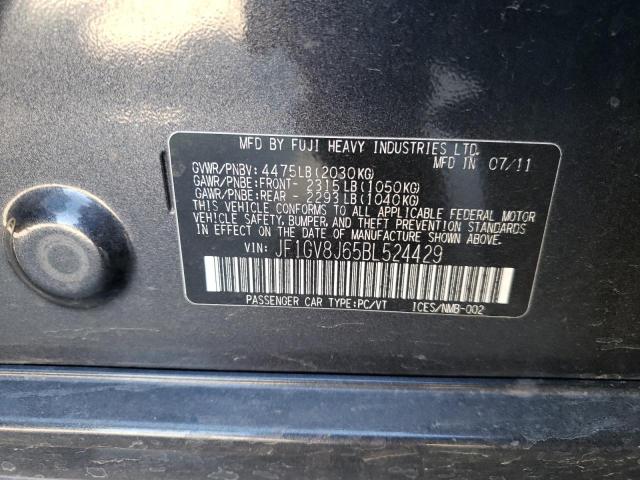 MFD BY FUJI HEAVY INDUSTRIES LTD.
MFD IN 07/11
GVWR/PNBV: 4475LB(2030KG)
GAWR/PNBE:FRONT- 2315LB(1050KG)
GAWR/PNBE:REAR - 2293LB(1040KG)
THIS VEHICLE CONFORMS TO ALL APPLICABLE FEDERAL MOTOR
VEHICLE SAFETY, BUMPER, AND THEFT PREVENTION STANDARDS
IN EFFECT ON THE DATE OF MANUFACTURE SHOWN ABOVE.
VIN: JF1GV8J65BL524429
PASSENGER CAR TYPE:PC/VT ICES/NMB-002